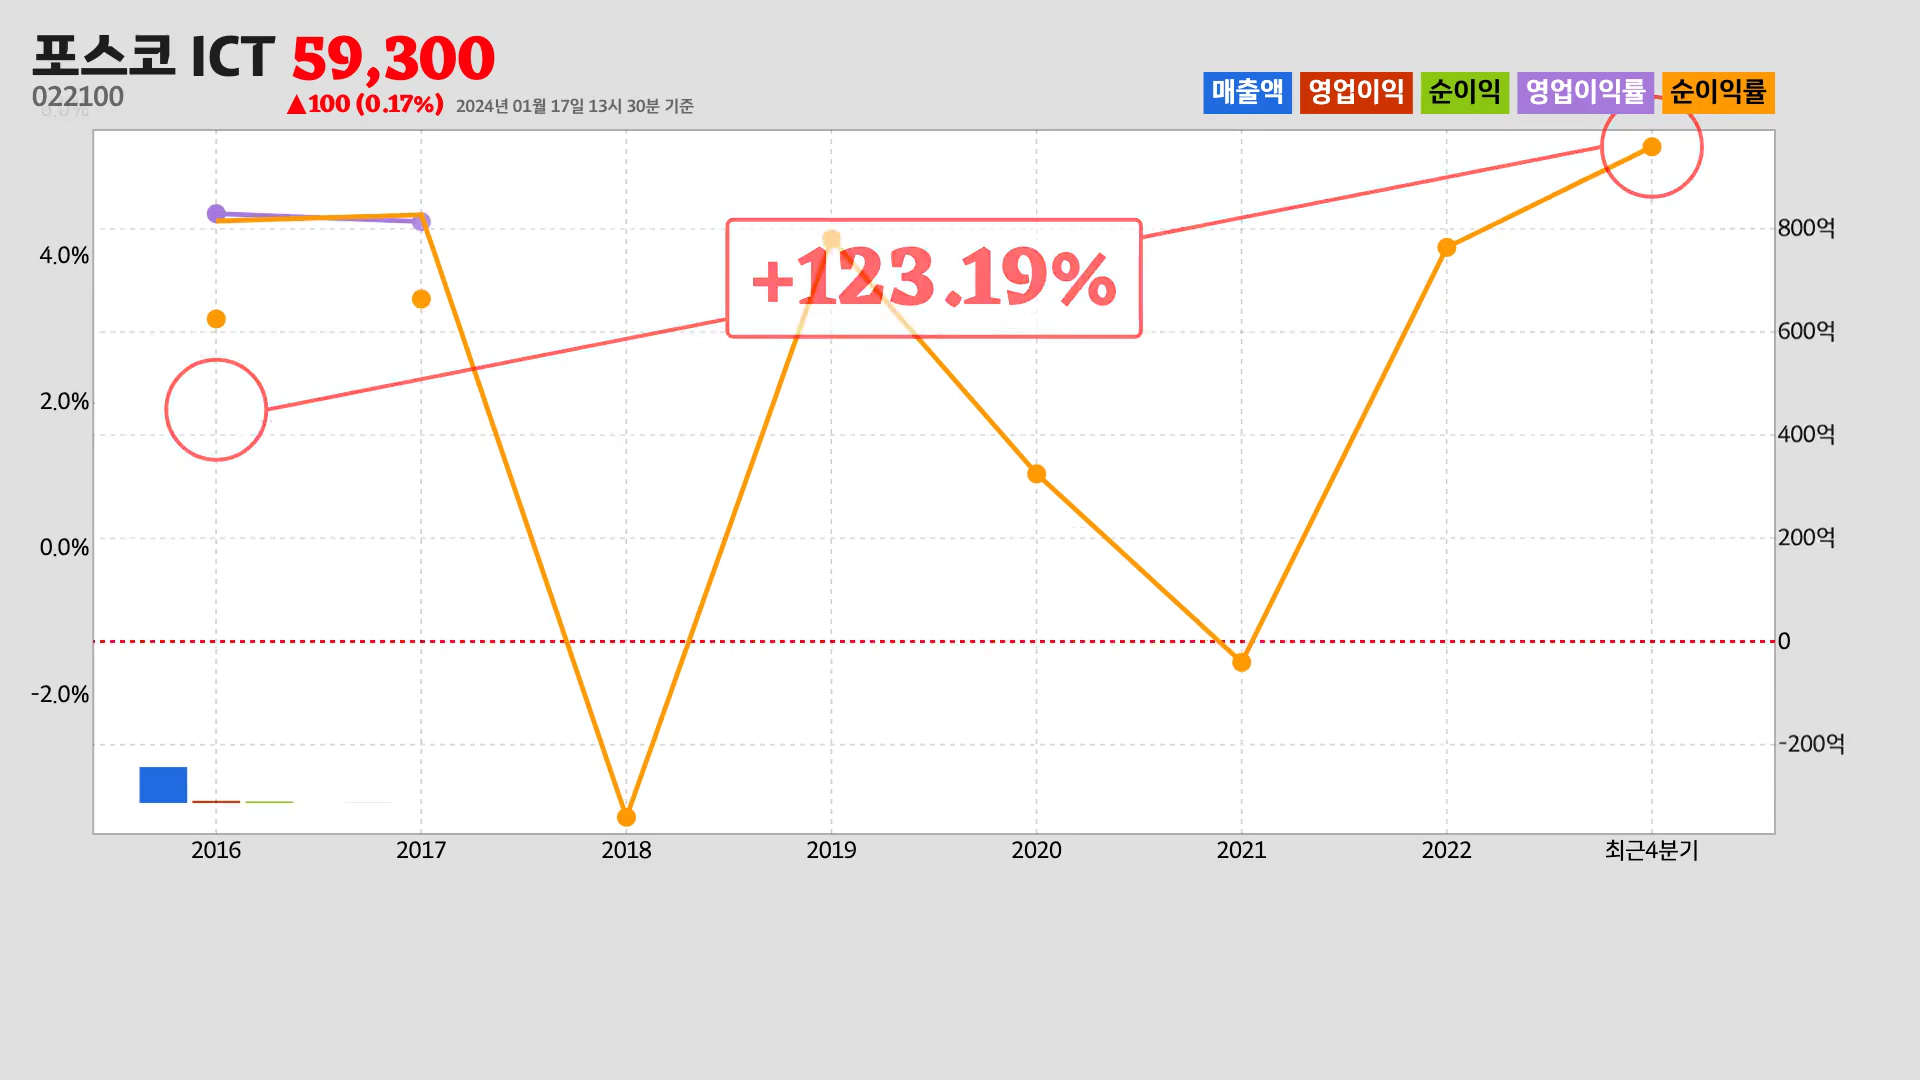 포스코 ICT 59,300
022100
▲100 (0.17%) 2024년 01월 17일 13시 30분 기준
매출액 영업이익 순이익 영업이익률 순이익률
6.0%
4.0%
2.0%
0.0%
-2.0%
+123.19%
800억
600억
400억
200억
0
-200억
2016 2017 2018 2019 2020 2021 2022 최근4분기